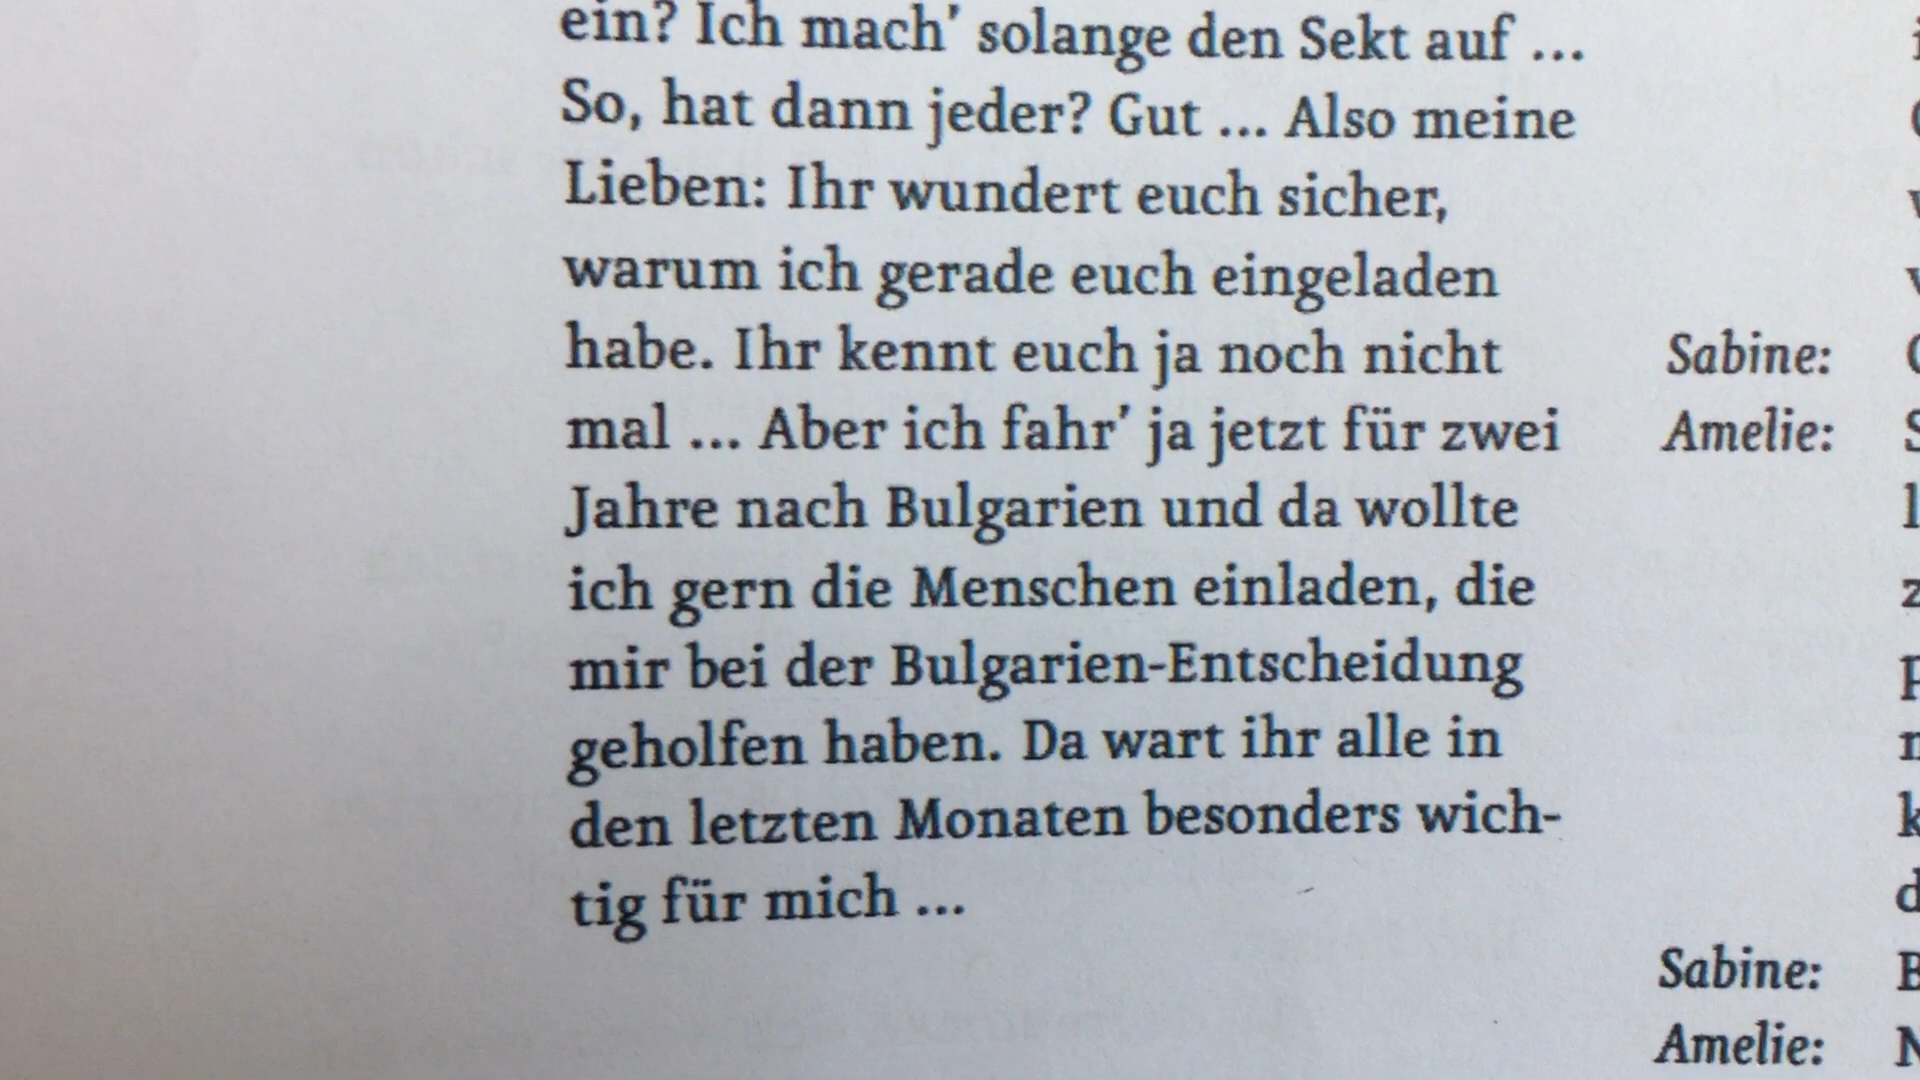 ein? Ich mach' solange den Sekt auf ...
So, hat dann jeder? Gut ... Also meine
Lieben: Ihr wundert euch sicher,
warum ich gerade euch eingeladen
habe. Ihr kennt euch ja noch nicht
mal ... Aber ich fahr' ja jetzt für zwei
Jahre nach Bulgarien und da wollte
ich gern die Menschen einladen, die
mir bei der Bulgarien-Entscheidung
geholfen haben. Da wart ihr alle in
den letzten Monaten besonders wich-
tig für mich ...
Sabine:
Amelie:
Sabine:
Amelie: